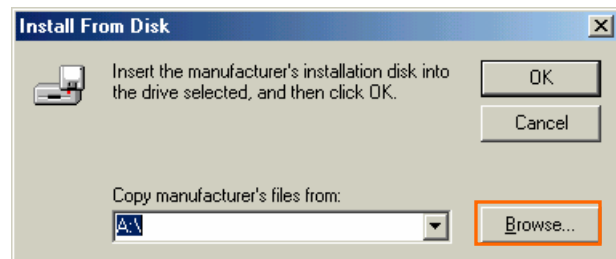 Install From Disk
Insert the manufacturer's installation disk into
the drive selected, and then click OK.
OK
Cancel
Copy manufacturer's files from:
A:\
Browse...